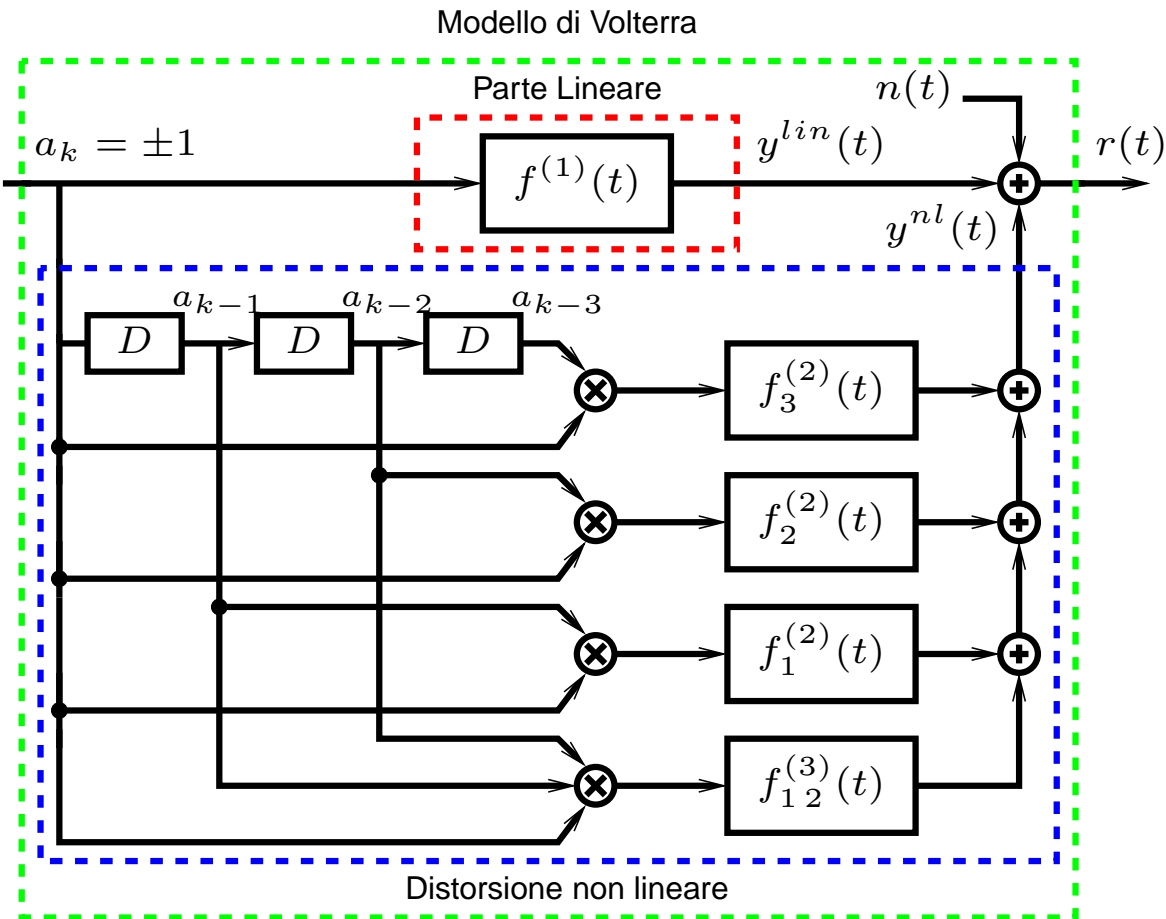 Modello di Volterra
Parte Lineare
n(t)
a_k = ±1
f^{(1)}(t)
y^{lin}(t)
r(t)
y^{nl}(t)
a_{k-1}
a_{k-2}
a_{k-3}
D
D
D
f_3^{(2)}(t)
f_2^{(2)}(t)
f_1^{(2)}(t)
f_{1 2}^{(3)}(t)
Distorsione non lineare